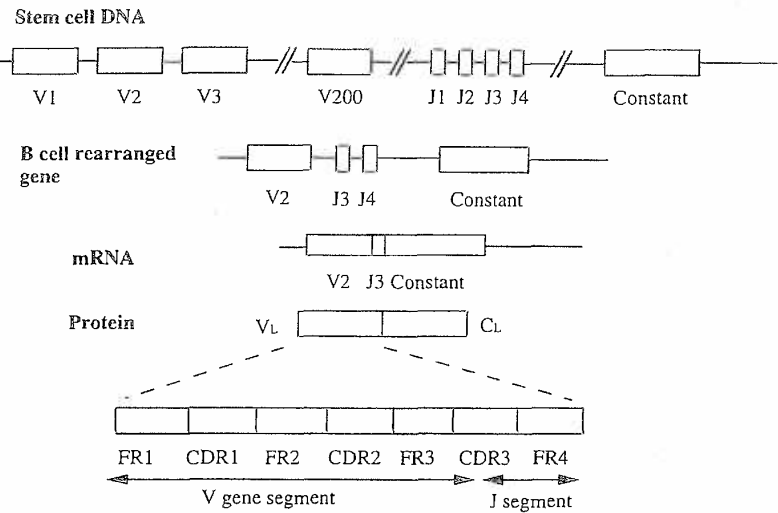 Stem cell DNA
V1 V2 V3 V200 J1 J2 J3 J4 Constant
B cell rearranged
gene
V2 J3 J4 Constant
mRNA
V2 J3 Constant
Protein VL CL
FR1 CDR1 FR2 CDR2 FR3 CDR3 FR4
V gene segment J segment